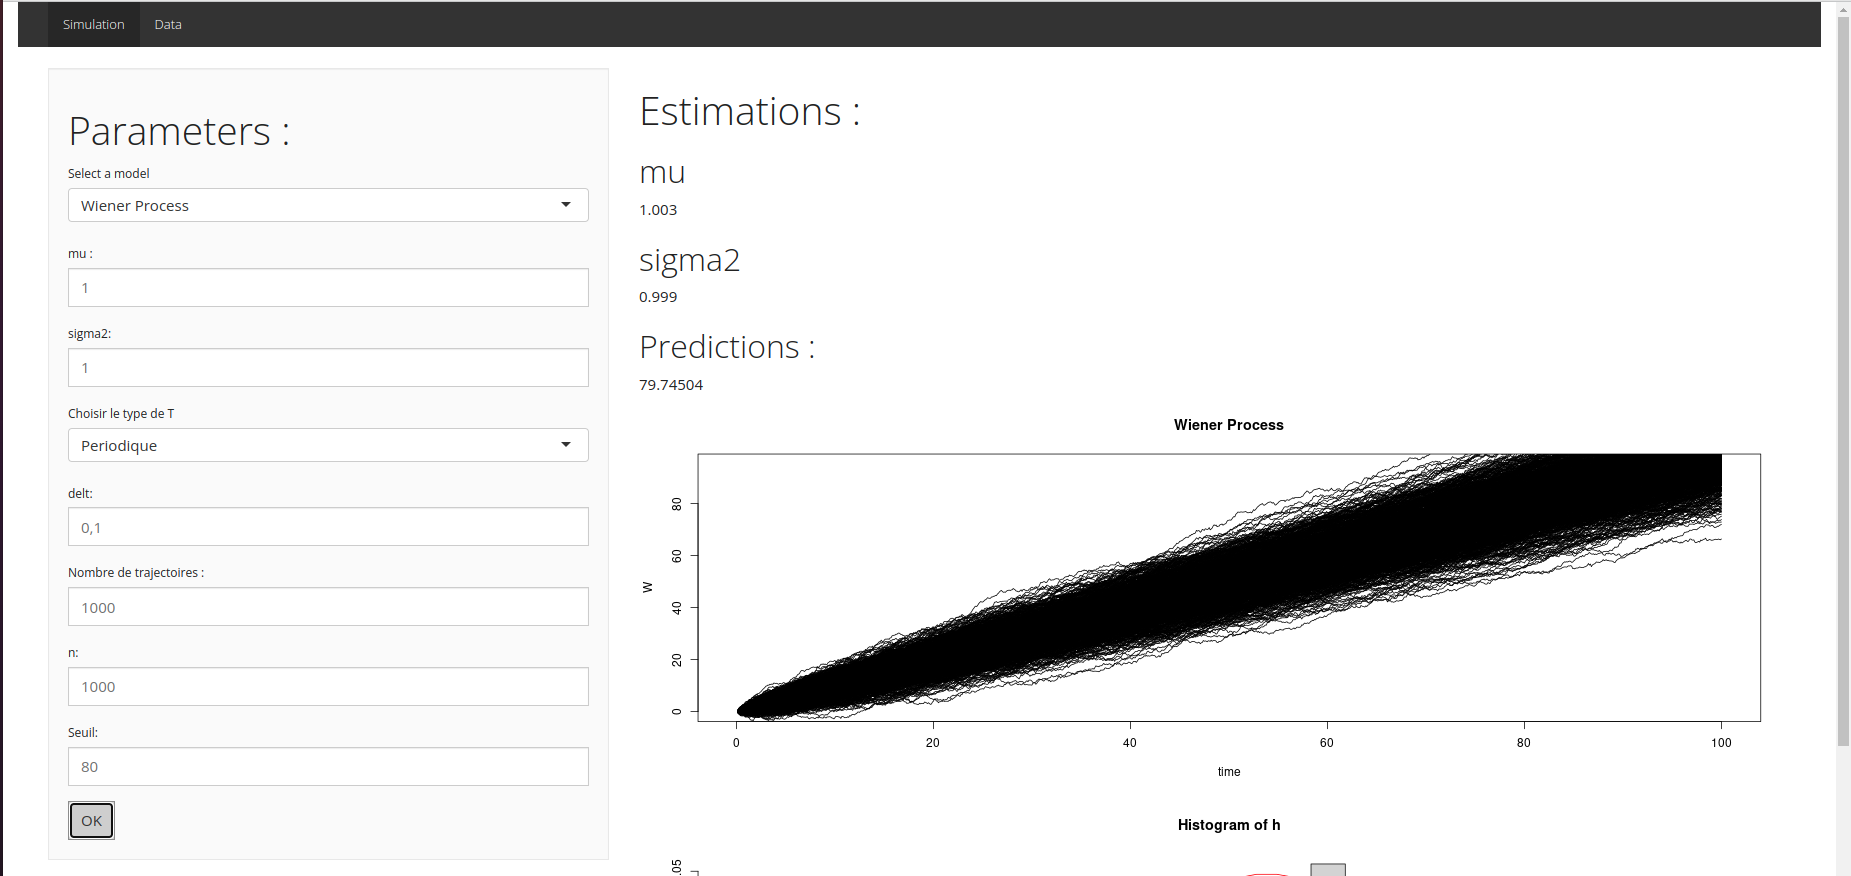 Simulation Data
Parameters :
Select a model
Wiener Process
mu :
1
sigma2:
1
Choisir le type de T
Periodique
delt:
0,1
Nombre de trajectoires :
1000
n:
1000
Seuil:
80
OK
Estimations :
mu
1.003
sigma2
0.999
Predictions :
79.74504
Wiener Process
W
80
60
40
20
0
0 20 40 60 80 100
time
Histogram of h
.05